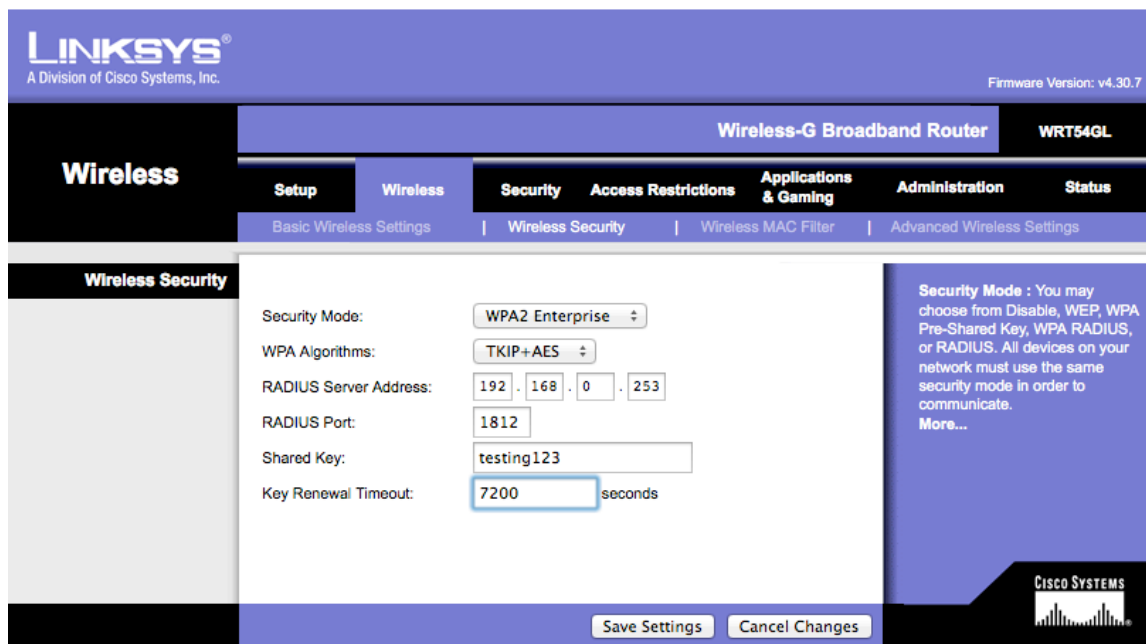 LINKSYS®
A Division of Cisco Systems, Inc.
Firmware Version: v4.30.7
Wireless-G Broadband Router WRT54GL
Wireless
Setup Wireless Security Access Restrictions Applications & Gaming Administration Status
Basic Wireless Settings | Wireless Security | Wireless MAC Filter | Advanced Wireless Settings
Wireless Security
Security Mode: WPA2 Enterprise
WPA Algorithms: TKIP+AES
RADIUS Server Address: 192 . 168 . 0 . 253
RADIUS Port: 1812
Shared Key: testing123
Key Renewal Timeout: 7200 seconds
Security Mode : You may
choose from Disable, WEP, WPA
Pre-Shared Key, WPA RADIUS,
or RADIUS. All devices on your
network must use the same
security mode in order to
communicate.
More...
Save Settings Cancel Changes
CISCO SYSTEMS